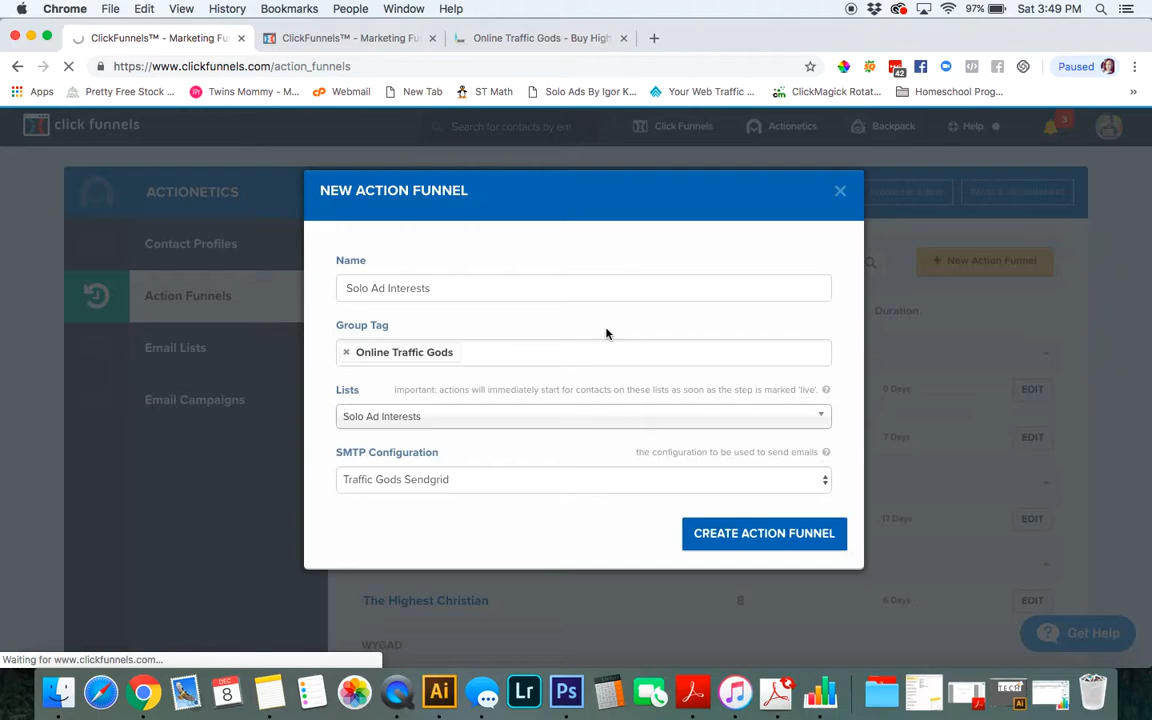 Chrome File Edit View History Bookmarks People Window Help 97% Sat 3:49 PM
ClickFunnels™ - Marketing Fu ClickFunnels™ - Marketing Fu Online Traffic Gods - Buy High
https://www.clickfunnels.com/action_funnels 42 Paused
Apps Pretty Free Stock ... Twins Mommy - M... Webmail New Tab ST Math Solo Ads By Igor K... Your Web Traffic ... ClickMagick Rotat... Homeschool Prog... »
click funnels Search for contacts by em Click Funnels Actionetics Backpack Help 3
ACTIONETICS
NEW ACTION FUNNEL
Contact Profiles
Action Funnels
Email Lists
Email Campaigns
Name
Solo Ad Interests
Group Tag
Online Traffic Gods
Lists important: actions will immediately start for contacts on these lists as soon as the step is marked 'live'.
Solo Ad Interests
SMTP Configuration the configuration to be used to send emails
Traffic Gods Sendgrid
CREATE ACTION FUNNEL
+ New Action Funnel
Duration
0 Days EDIT
7 Days EDIT
17 Days EDIT
The Highest Christian 8 6 Days EDIT
WYGAD
Get Help
Waiting for www.clickfunnels.com...
DEC
8
Ai Lr Ps